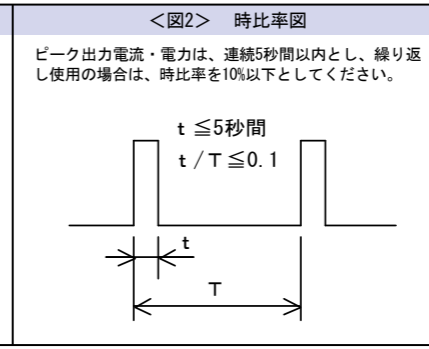 <図2> 時比率図
ピーク出力電流・電力は、連続5秒間以内とし、繰り返
し使用の場合は、時比率を10%以下としてください。
t ≦5秒間
t /T≦0.1
t
T